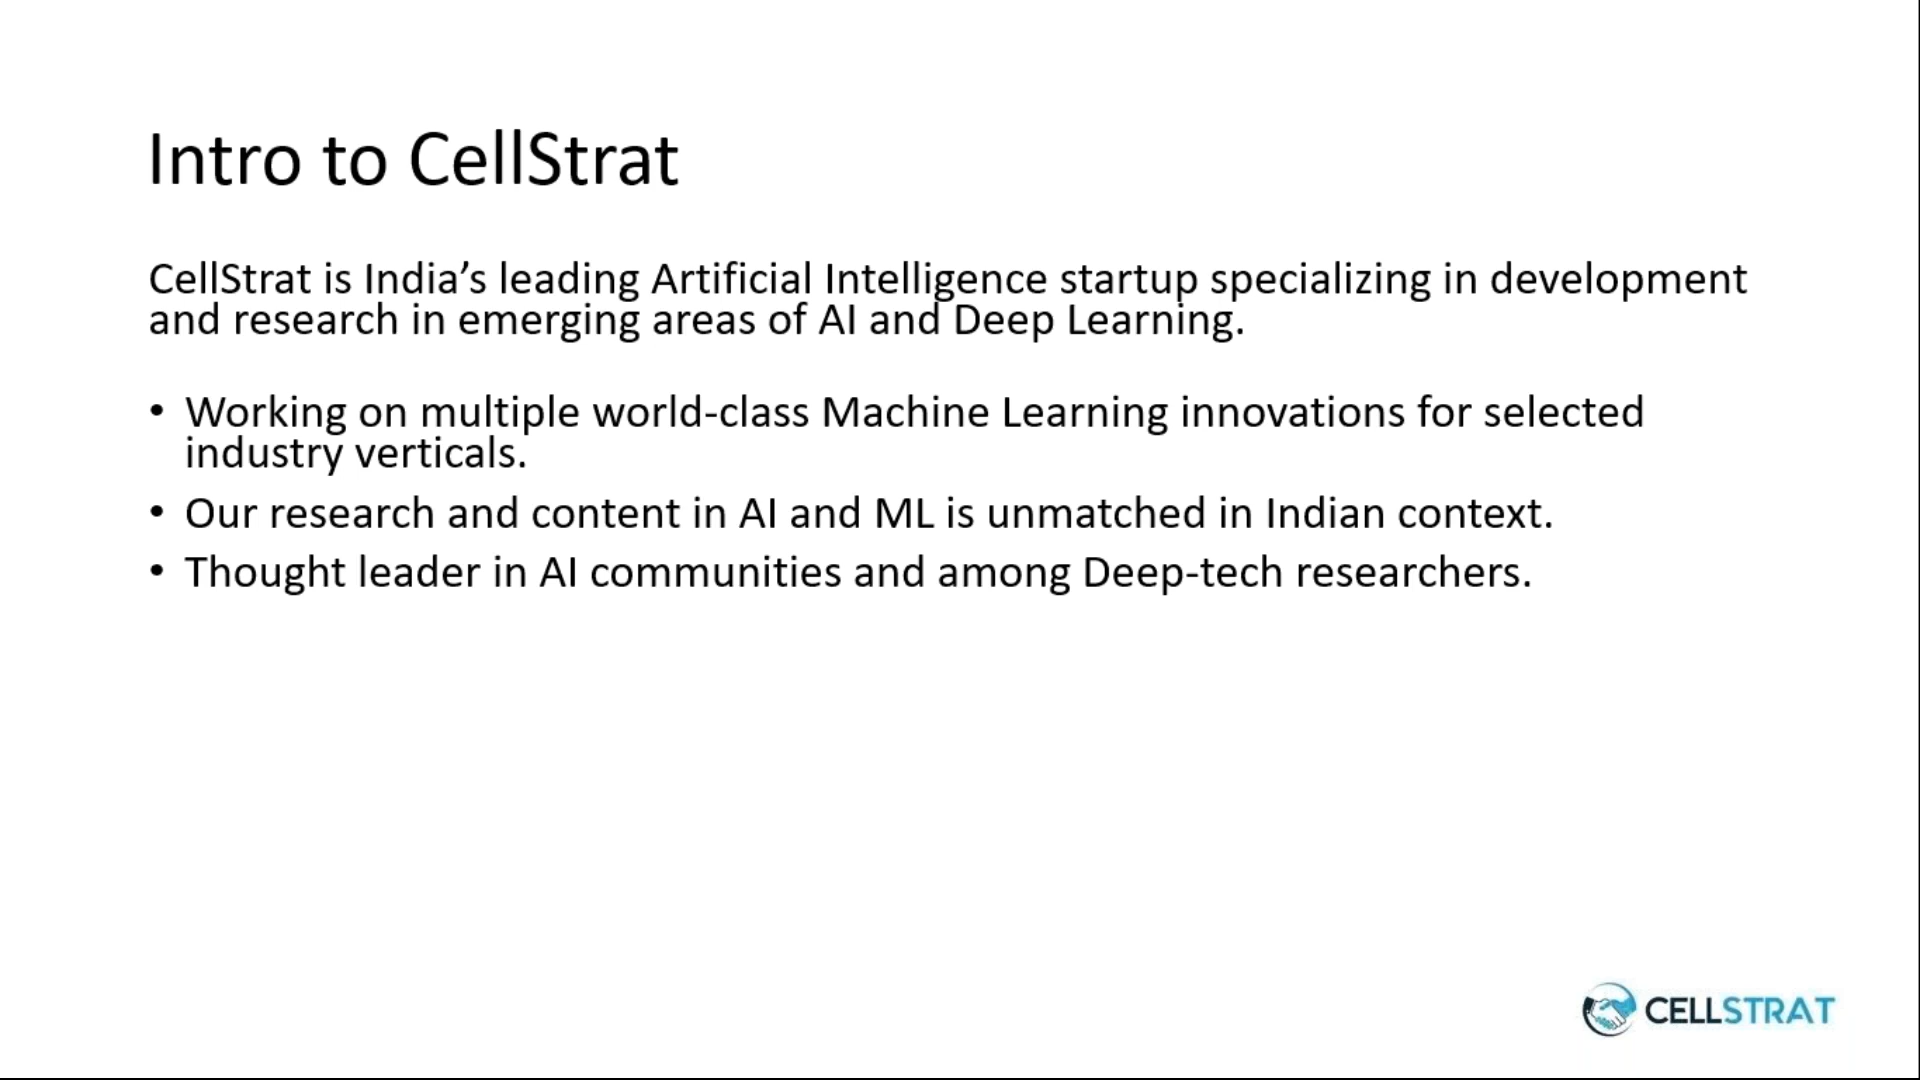 Intro to CellStrat
CellStrat is India’s leading Artificial Intelligence startup specializing in development
and research in emerging areas of AI and Deep Learning.
• Working on multiple world-class Machine Learning innovations for selected
industry verticals.
• Our research and content in AI and ML is unmatched in Indian context.
• Thought leader in AI communities and among Deep-tech researchers.
CELLSTRAT